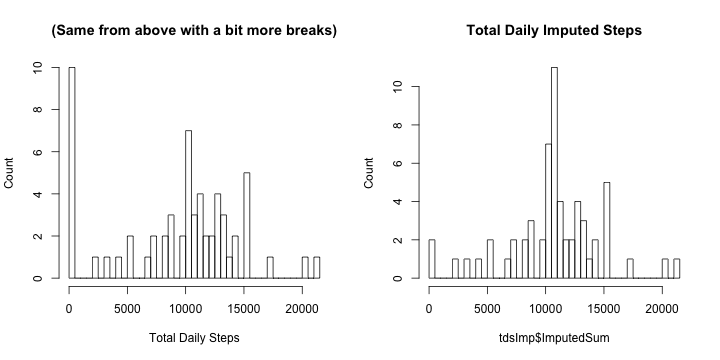 (Same from above with a bit more breaks)
Count
0 2 4 6 8 10
0 5000 10000 15000 20000
Total Daily Steps
Total Daily Imputed Steps
Count
0 2 4 6 8 10
0 5000 10000 15000 20000
tdsImp$ImputedSum